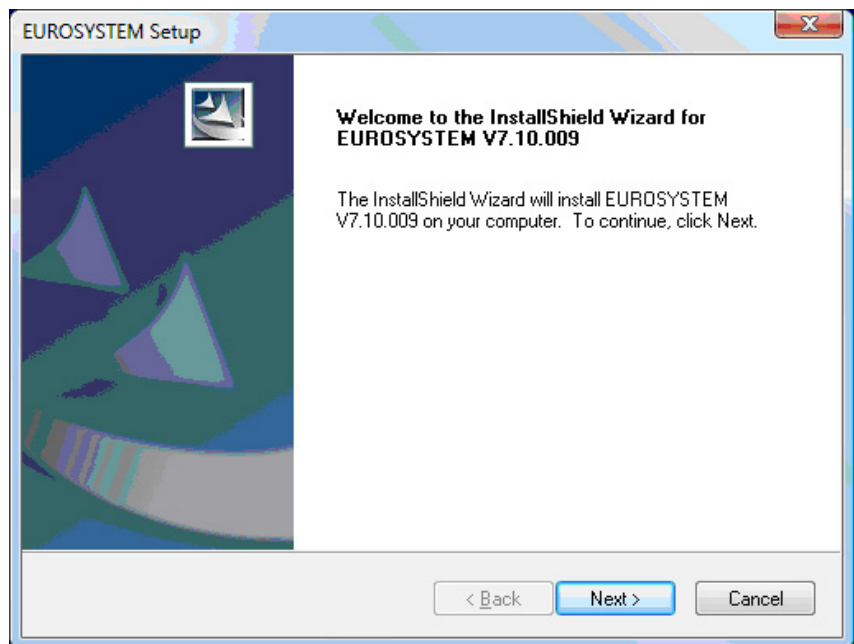 EUROSYSTEM Setup
Welcome to the InstallShield Wizard for
EUROSYSTEM V7.10.009
The InstallShield Wizard will install EUROSYSTEM
V7.10.009 on your computer. To continue, click Next.
< Back Next > Cancel